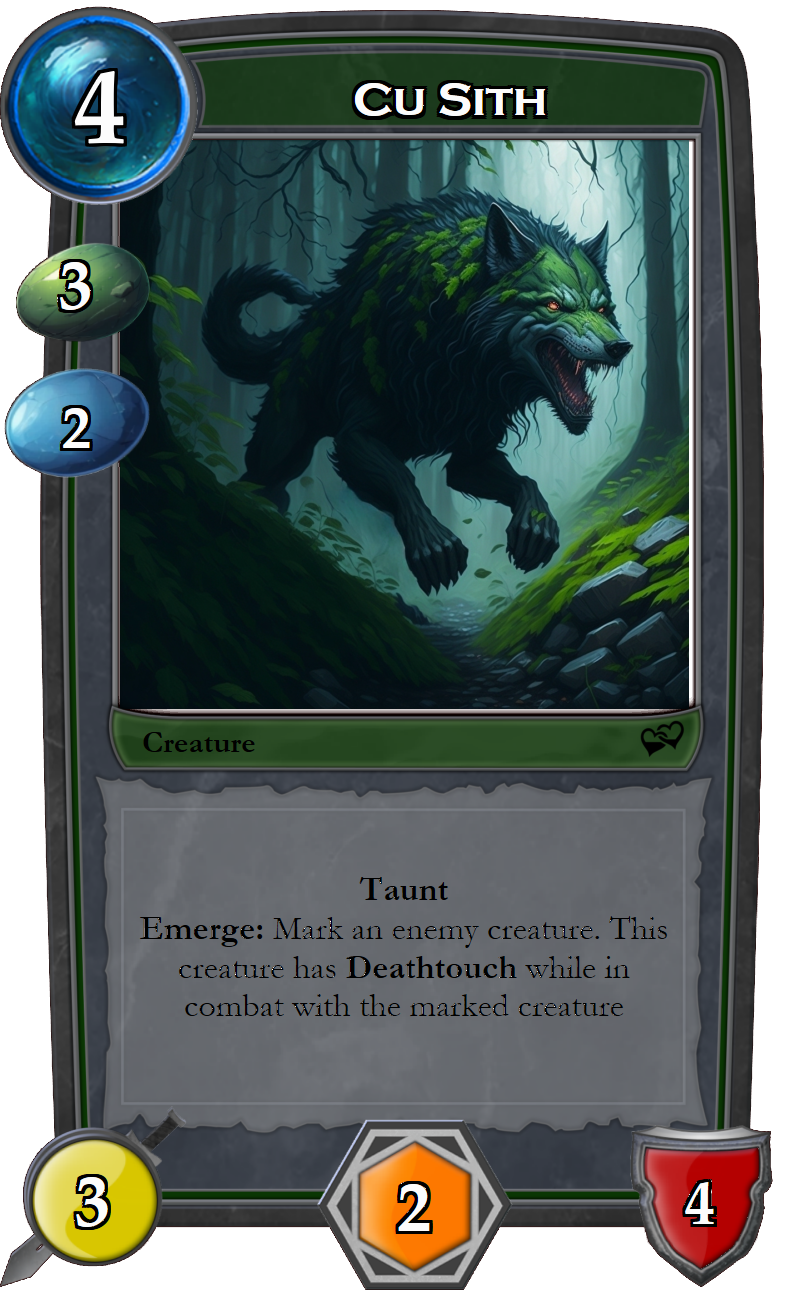 4
Cu Sith
3
2
Creature
Taunt
Emerge: Mark an enemy creature. This
creature has Deathtouch while in
combat with the marked creature
3
2
4